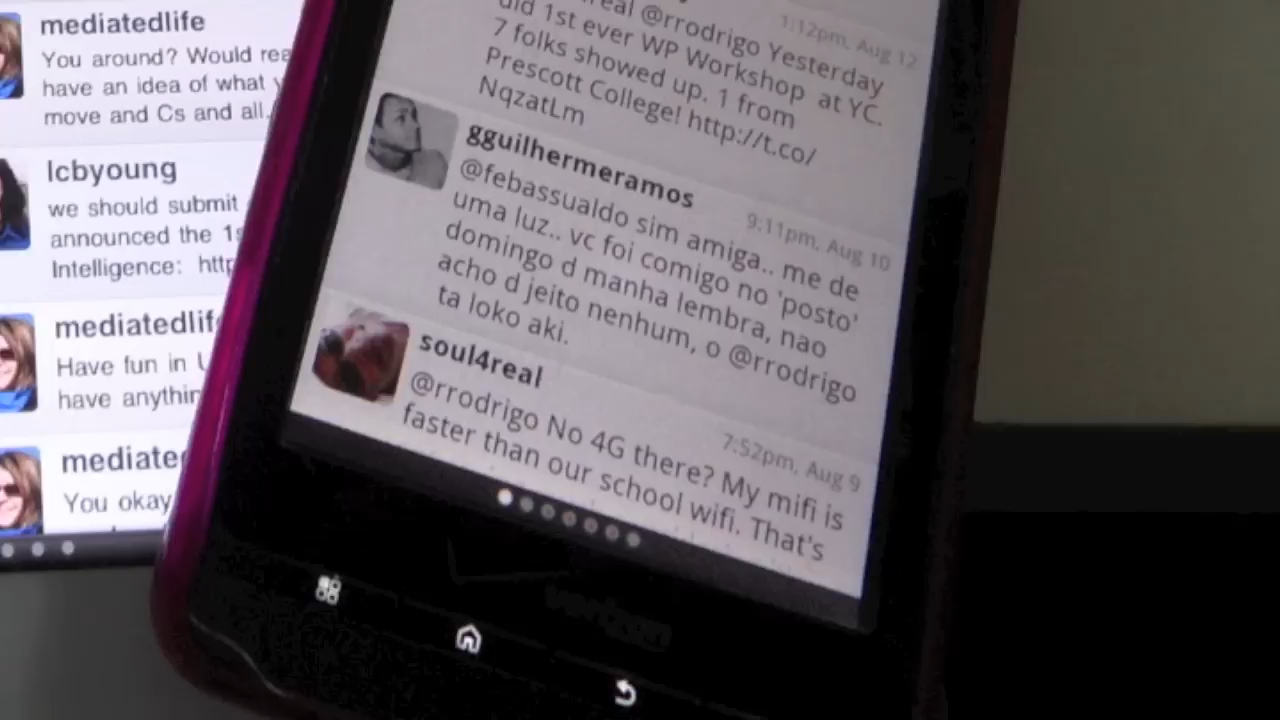 mediatedlife
You around? Would rea
have an idea of what
move and Cs and all.
lcbyoung
we should submit
announced the 1s
Intelligence: http
mediatedlife
Have fun in U
have anythin
mediate
You okay
1:12pm, Aug 12
real @rrodrigo Yesterday
did 1st ever WP Workshop at YC.
7 folks showed up. 1 from
Prescott College! http://t.co/
NqzatLm
gguilhermeramos
9:11pm, Aug 10
@febassualdo sim amiga.. me de
uma luz.. vc foi comigo no 'posto'
domingo d manha lembra, nao
acho d jeito nenhum, o @rrodrigo
ta loko aki.
soul4real
7:52pm, Aug 9
@rrodrigo No 4G there? My mifi is
faster than our school wifi. That's
verizon